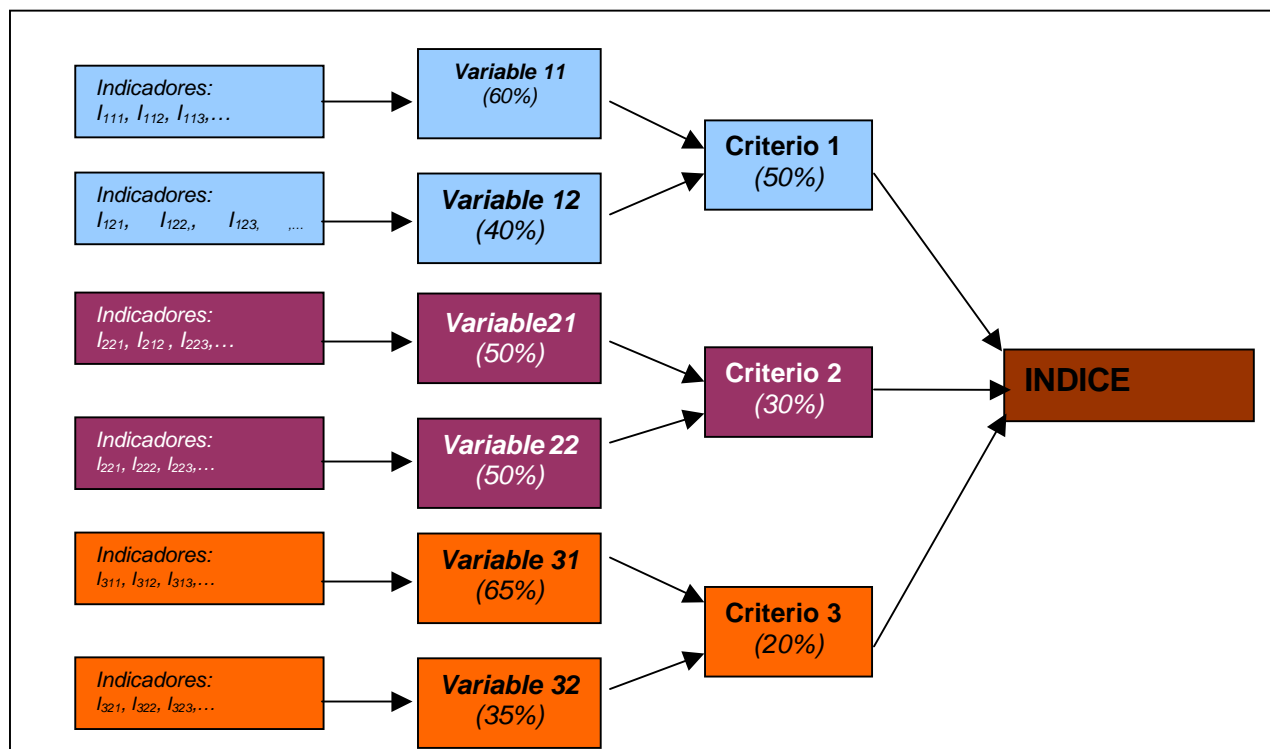 Indicadores:
I111, I112, I113,...
Variable 11
(60%)
Indicadores:
I121, I122,, I123, ,...
Variable 12
(40%)
Criterio 1
(50%)
Indicadores:
I221, I212 , I223,...
Variable21
(50%)
Indicadores:
I221, I222, I223,...
Variable 22
(50%)
Criterio 2
(30%)
INDICE
Indicadores:
I311, I312, I313,...
Variable 31
(65%)
Indicadores:
I321, I322, I323,...
Variable 32
(35%)
Criterio 3
(20%)